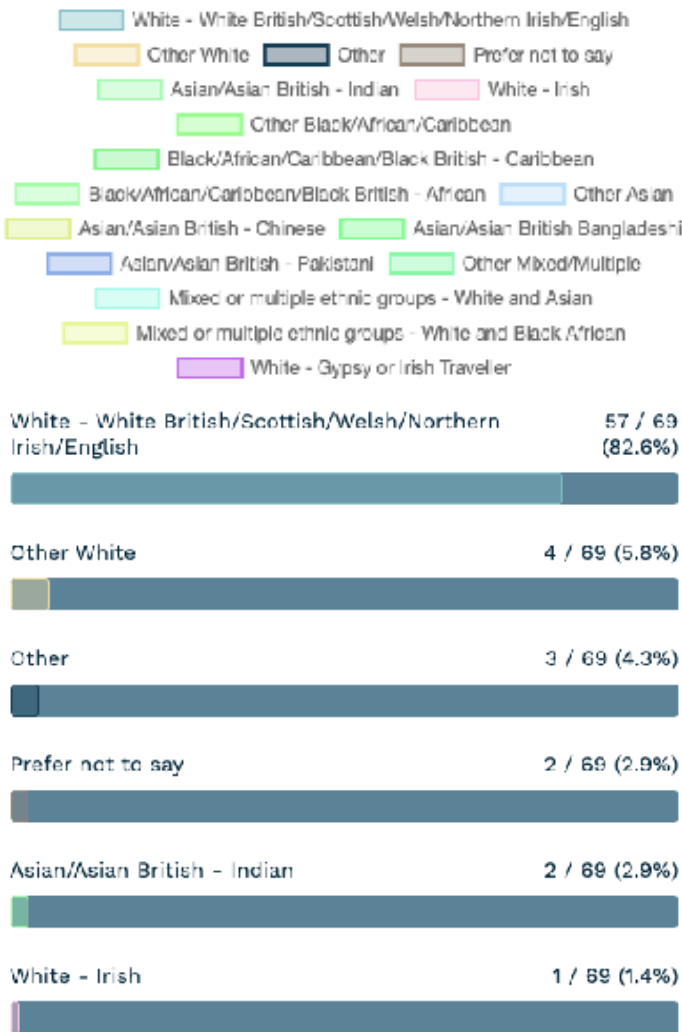 White - White British/Scottish/Welsh/Northern Irish/English
Other White Other Prefer not to say
Asian/Asian British - Indian White - Irish
Other Black/African/Caribbean
Black/African/Caribbean/Black British - Caribbean
Black/African/Caribbean/Black British - African Other Asian
Asian/Asian British - Chinese Asian/Asian British Bangladeshi
Asian/Asian British - Pakistani Other Mixed/Multiple
Mixed or multiple ethnic groups - White and Asian
Mixed or multiple ethnic groups - White and Black African
White - Gypsy or Irish Traveller
White - White British/Scottish/Welsh/Northern 57 / 69
Irish/English (82.6%)
Other White 4 / 69 (5.8%)
Other 3 / 69 (4.3%)
Prefer not to say 2 / 69 (2.9%)
Asian/Asian British - Indian 2 / 69 (2.9%)
White - Irish 1 / 69 (1.4%)